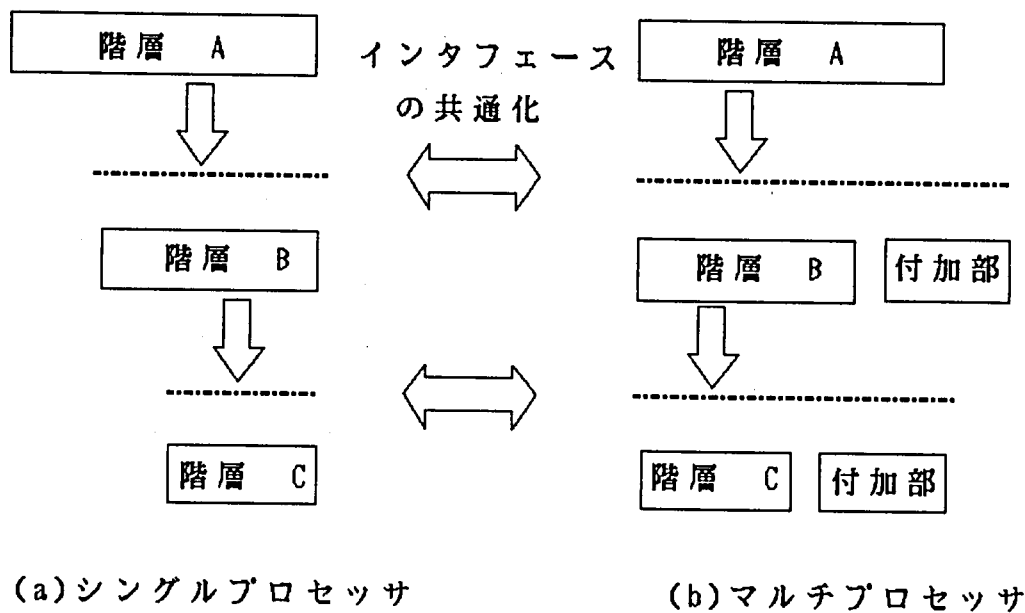 階層 A
インタフェース
の共通化
階層 A
階層 B
階層 B
付加部
階層 C
階層 C
付加部
(a)シングルプロセッサ
(b)マルチプロセッサ